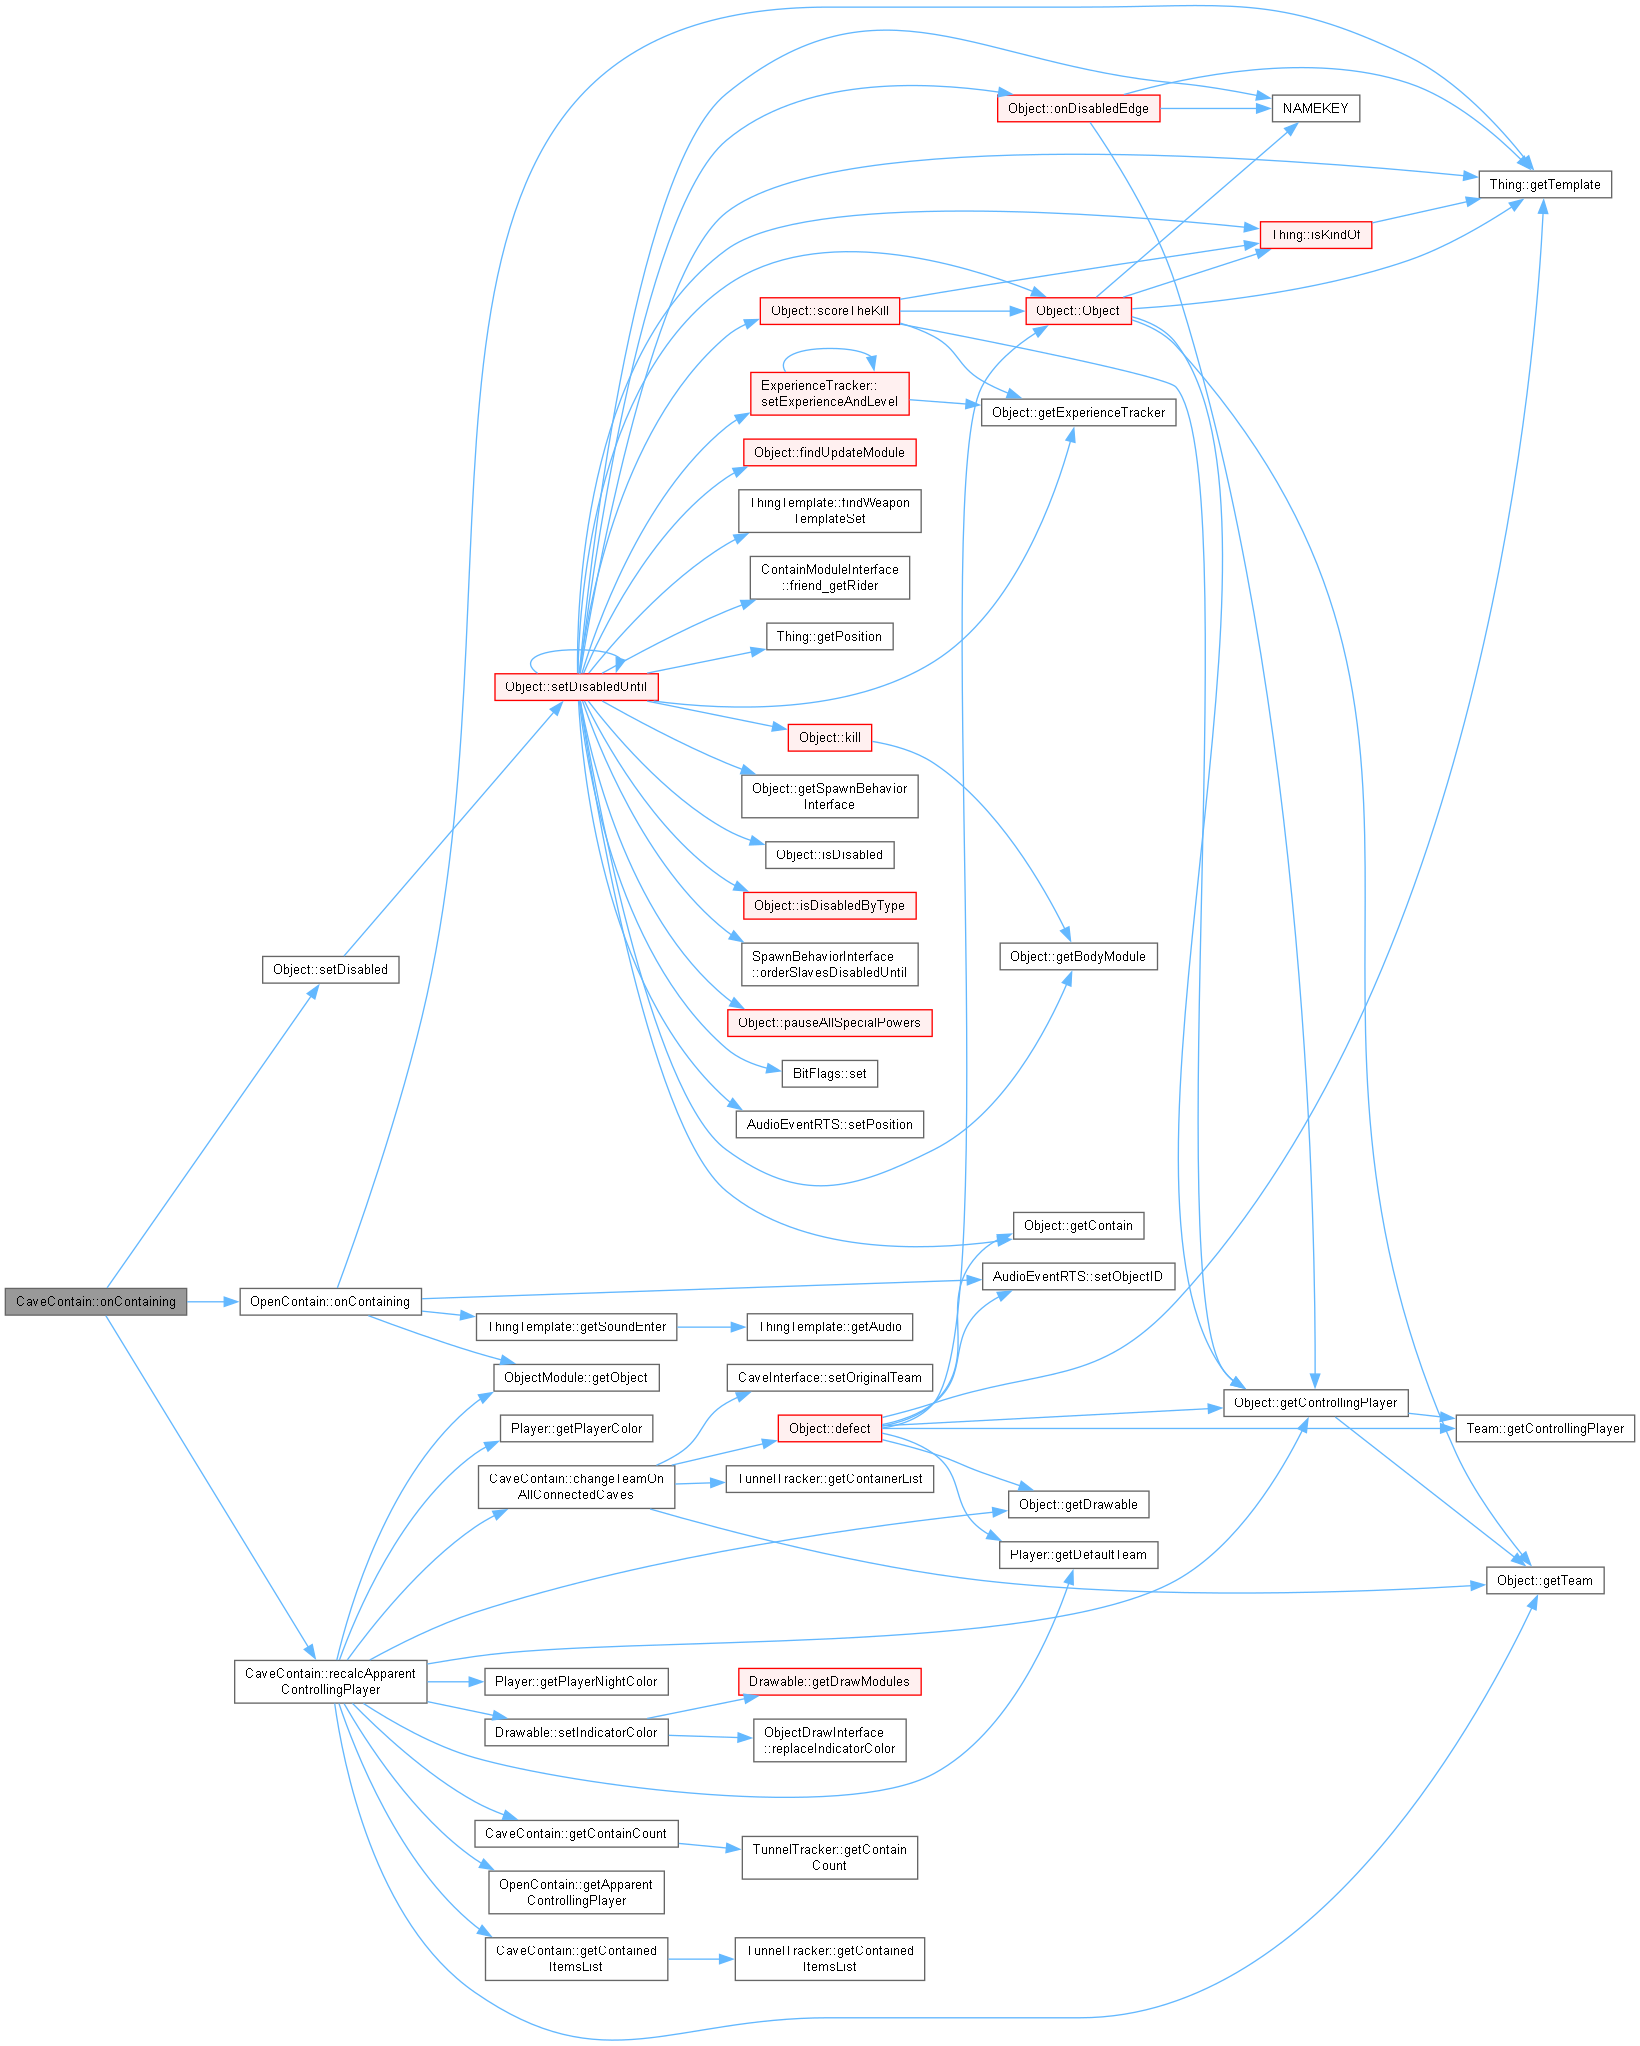 Object::onDisabledEdge
NAMEKEY
Thing::getTemplate
Thing::isKindOf
Object::scoreTheKill
Object::Object
ExperienceTracker::
setExperienceAndLevel
Object::getExperienceTracker
Object::findUpdateModule
ThingTemplate::findWeapon
TemplateSet
ContainModuleInterface
::friend_getRider
Thing::getPosition
Object::setDisabledUntil
Object::kill
Object::getSpawnBehavior
Interface
Object::isDisabled
Object::isDisabledByType
SpawnBehaviorInterface
::orderSlavesDisabledUntil
Object::getBodyModule
Object::setDisabled
Object::pauseAllSpecialPowers
BitFlags::set
AudioEventRTS::setPosition
Object::getContain
AudioEventRTS::setObjectID
CaveContain::onContaining
OpenContain::onContaining
ThingTemplate::getSoundEnter
ThingTemplate::getAudio
ObjectModule::getObject
CaveInterface::setOriginalTeam
Object::getControllingPlayer
Player::getPlayerColor
Object::defect
Team::getControllingPlayer
CaveContain::changeTeamOn
AllConnectedCaves
TunnelTracker::getContainerList
Object::getDrawable
Player::getDefaultTeam
Object::getTeam
CaveContain::recalcApparent
ControllingPlayer
Player::getPlayerNightColor
Drawable::getDrawModules
Drawable::setIndicatorColor
ObjectDrawInterface
::replaceIndicatorColor
CaveContain::getContainCount
TunnelTracker::getContain
Count
OpenContain::getApparent
ControllingPlayer
CaveContain::getContained
ItemsList
TunnelTracker::getContained
ItemsList